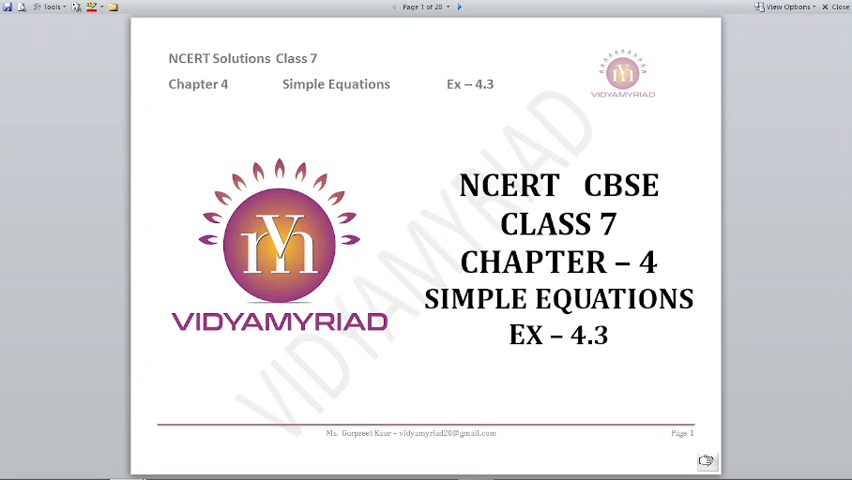 Tools
Page 1 of 20
View Options
Close
NCERT Solutions Class 7
Chapter 4 Simple Equations Ex – 4.3
VIDYAMYRIAD
NCERT CBSE
CLASS 7
CHAPTER – 4
SIMPLE EQUATIONS
EX – 4.3
VIDYAMYRIAD
VIDYAMYRIAD
Ms. Gurpreet Kaur – vidyamyriad20@gmail.com Page 1